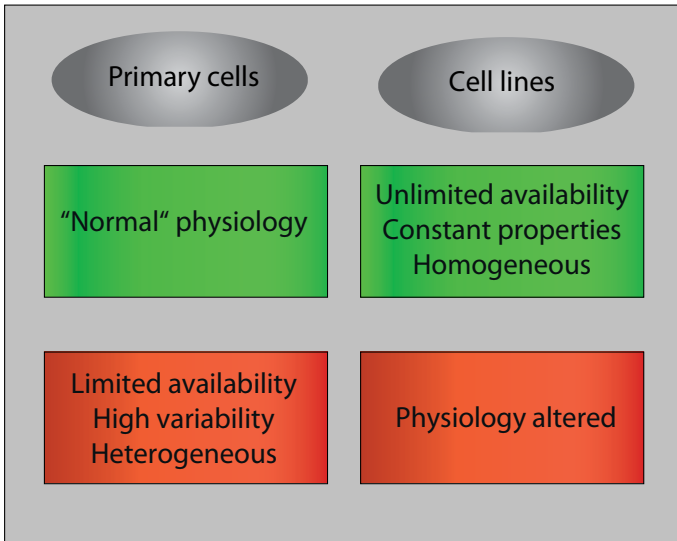 Primary cells
Cell lines
“Normal“ physiology
Unlimited availability
Constant properties
Homogeneous
Limited availability
High variability
Heterogeneous
Physiology altered